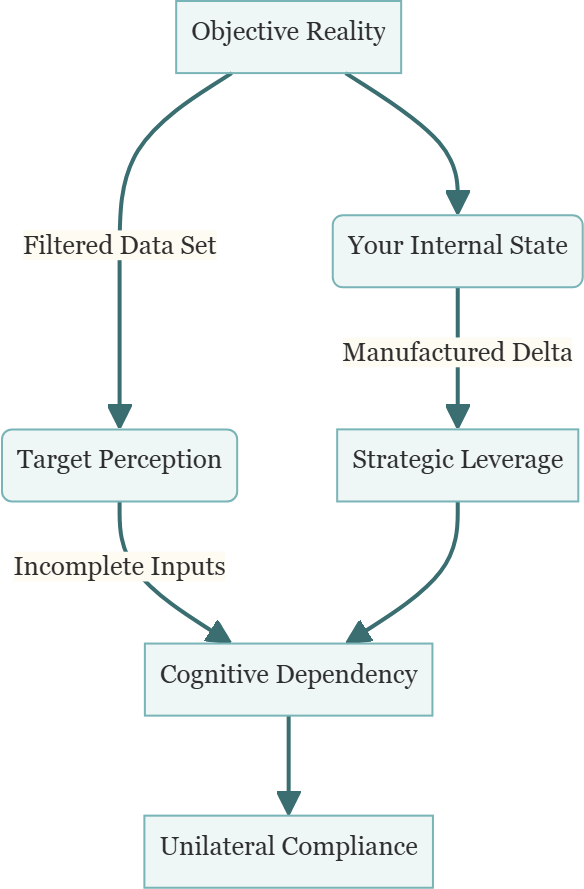 Objective Reality
Filtered Data Set
Your Internal State
Manufactured Delta
Target Perception
Strategic Leverage
Incomplete Inputs
Cognitive Dependency
Unilateral Compliance